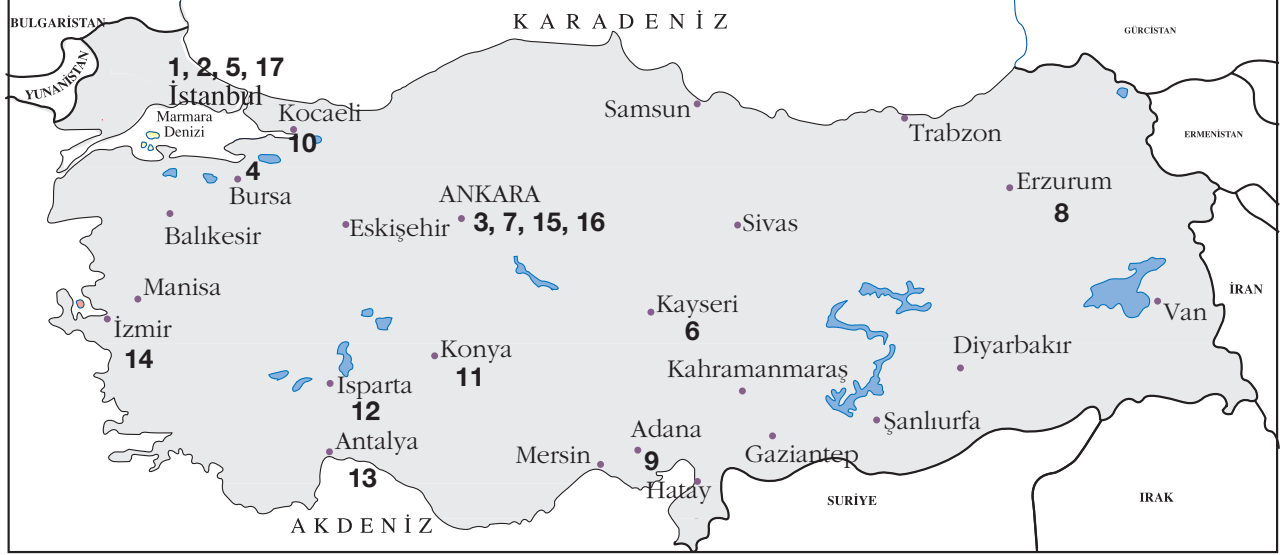 KARADENİZ
BULGARİSTAN
GÜRCİSTAN
YUNANİSTAN
1, 2, 5, 17
İstanbul
Marmara
Denizi
Kocaeli
10
Samsun
Trabzon
ERMENİSTAN
4
Bursa
ANKARA
3, 7, 15, 16
Erzurum
8
Balıkesir
Eskişehir
Sivas
Manisa
İzmir
14
Kayseri
6
Van
İRAN
Konya
11
Kahramanmaraş
Diyarbakır
Isparta
12
Şanlıurfa
Antalya
13
Mersin
Adana
9
Gaziantep
Hatay
SURİYE
IRAK
AKDENİZ